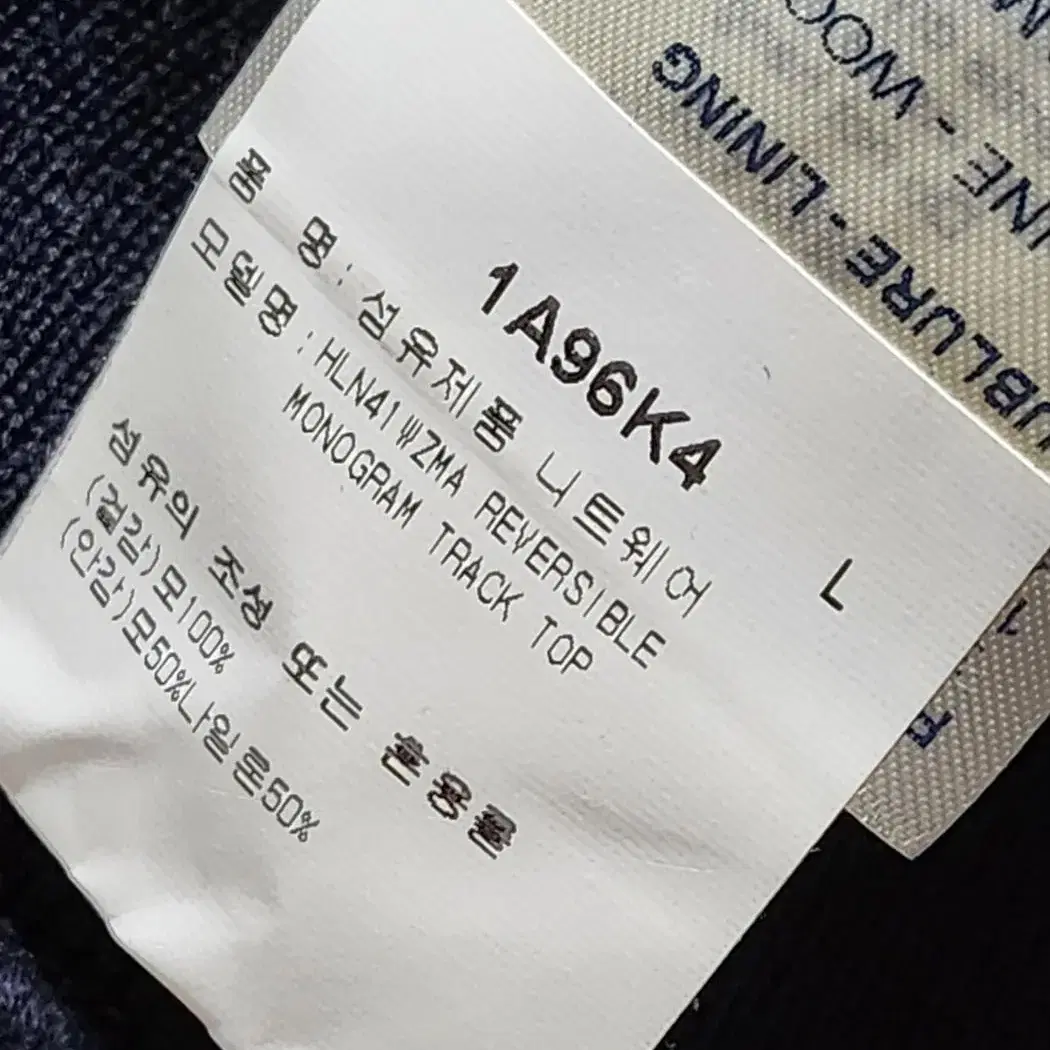 1A96K4
L
품 명 : 섬유제품 니트웨어
모델명 : HLN41WZMA REVERSIBLE
MONOGRAM TRACK TOP
섬유의 조성 또는 혼용률
(겉감)모100%
(안감)모50%나일론50%
LINE - WOO
UBLURE - LINING